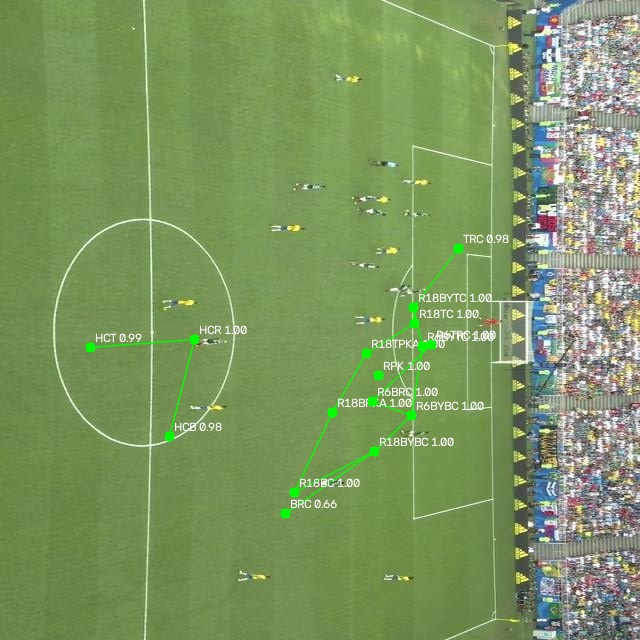 TRC 0.98
R18BYTC 1.00
R18TC 1.00
HCR 1.00
HCT 0.99
RPK 1.00
R6BRC 1.00
R6BYBC 1.00
HCB 0.98
R18BYBC 1.00
BRC 0.66